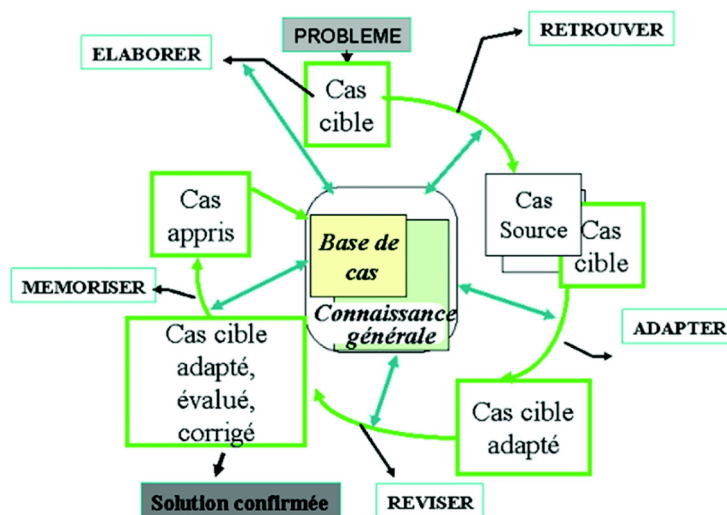 PROBLEME
RETROUVER
ELABORER
Cas
cible
Cas
Source
Cas
cible
Cas
appris
Base de
cas
Connaissance
générale
MEMORISER
ADAPTER
Cas cible
adapté,
évalué,
corrigé
Cas cible
adapté
Solution confirmée
REVISER